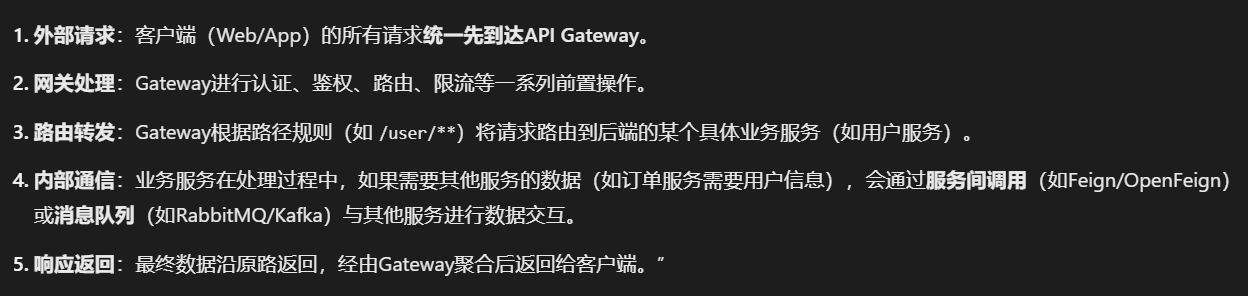 1. 外部请求：客户端（Web/App）的所有请求统一先到达API Gateway。
2. 网关处理：Gateway进行认证、鉴权、路由、限流等一系列前置操作。
3. 路由转发：Gateway根据路径规则（如 /user/**）将请求路由到后端的某个具体业务服务（如用户服务）。
4. 内部通信：业务服务在处理过程中，如果需要其他服务的数据（如订单服务需要用户信息），会通过服务间调用（如Feign/OpenFeign）
或消息队列（如RabbitMQ/Kafka）与其他服务进行数据交互。
5. 响应返回：最终数据沿原路返回，经由Gateway聚合后返回给客户端。”